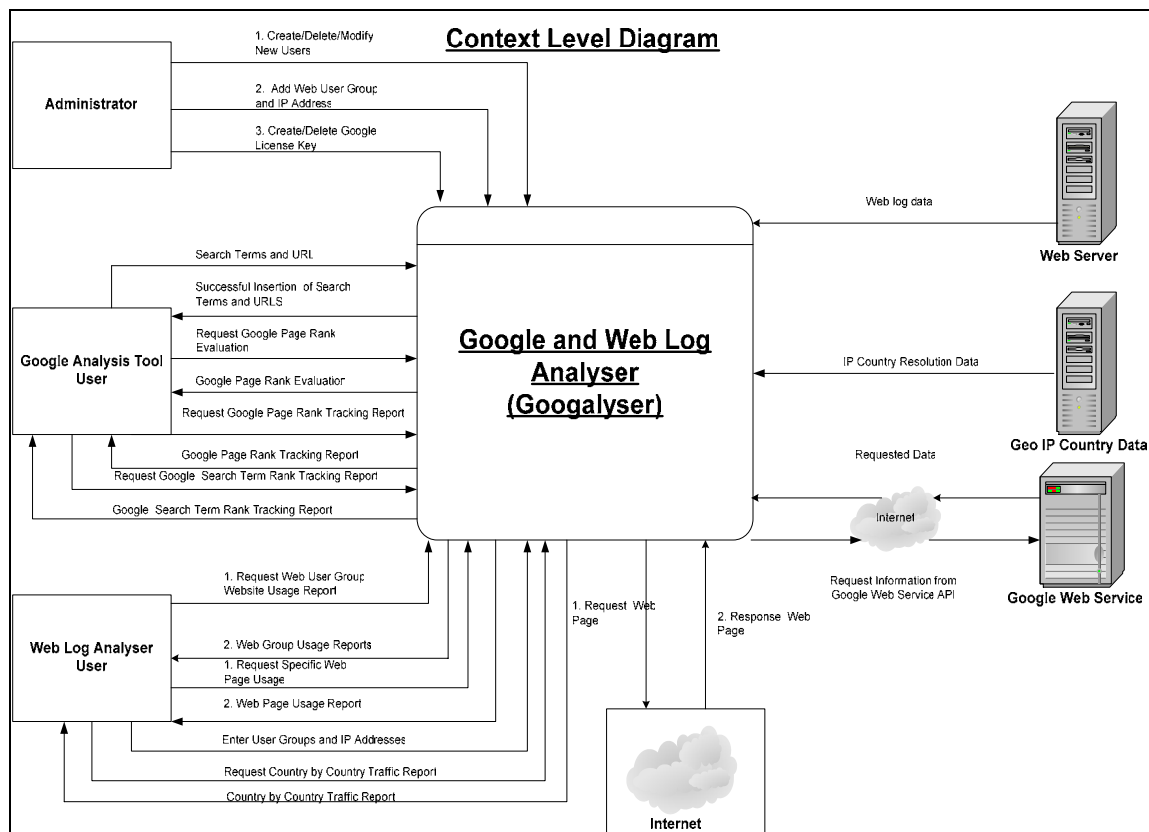 Context Level Diagram
1. Create/Delete/Modify
New Users
Administrator
2. Add Web User Group
and IP Address
3. Create/Delete Google
License Key
Web log data
Web Server
Search Terms and URL
Successful Insertion of Search
Terms and URLS
Google Analysis Tool
User
Request Google Page Rank
Evaluation
Google Page Rank Evaluation
Request Google Page Rank Tracking Report
Google Page Rank Tracking Report
Request Google Search Term Rank Tracking Report
Google Search Term Rank Tracking Report
Google and Web Log
Analyser
(Googalyser)
IP Country Resolution Data
Geo IP Country Data
Requested Data
Internet
Request Information from
Google Web Service API
Google Web Service
1. Request Web User Group
Website Usage Report
Web Log Analyser
User
2. Web Group Usage Reports
1. Request Specific Web
Page Usage
2. Web Page Usage Report
Enter User Groups and IP Addresses
Request Country by Country Traffic Report
Country by Country Traffic Report
1. Request Web
Page
2. Response Web
Page
Internet